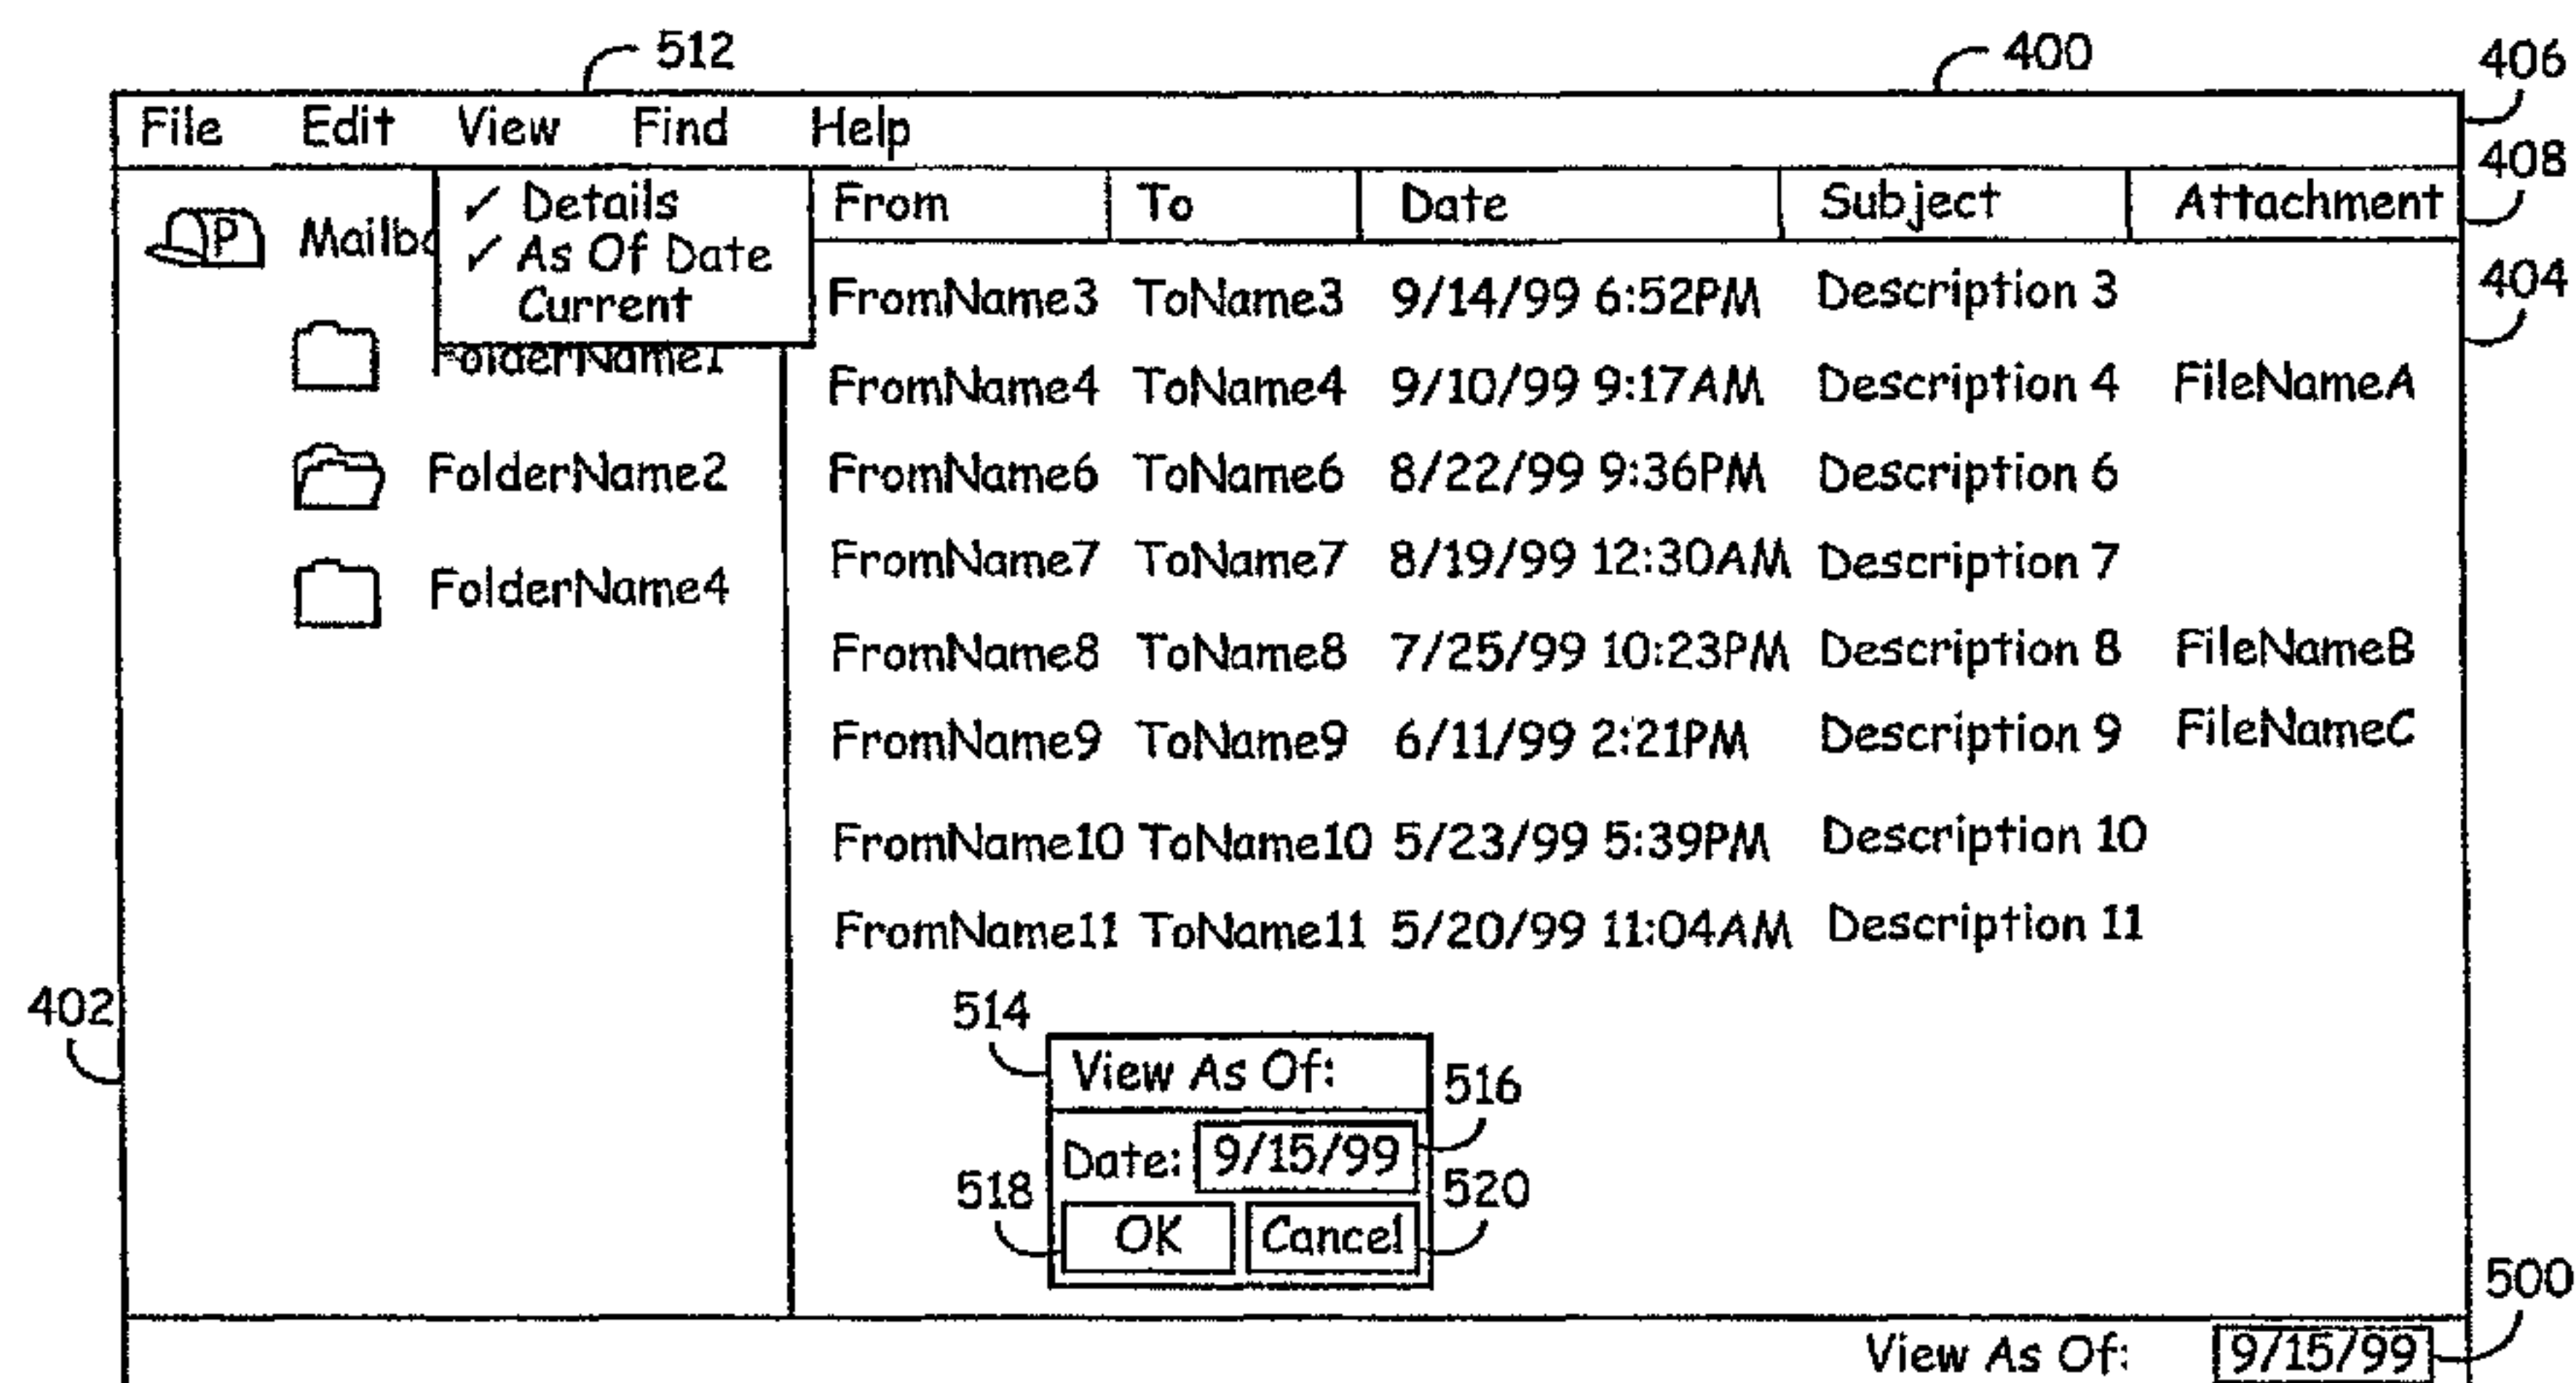 512
400
406
File Edit View Find Help
408
✓ Details
✓ As Of Date
Current
From To Date Subject Attachment
404
FolderName1
FolderName2
FolderName4
FromName3 ToName3 9/14/99 6:52PM Description 3
FromName4 ToName4 9/10/99 9:17AM Description 4 FileNameA
FromName6 ToName6 8/22/99 9:36PM Description 6
FromName7 ToName7 8/19/99 12:30AM Description 7
FromName8 ToName8 7/25/99 10:23PM Description 8 FileNameB
FromName9 ToName9 6/11/99 2:21PM Description 9 FileNameC
FromName10 ToName10 5/23/99 5:39PM Description 10
FromName11 ToName11 5/20/99 11:04AM Description 11
402
514
View As Of:
516
Date: 9/15/99
518
520
OK Cancel
500
View As Of: 9/15/99